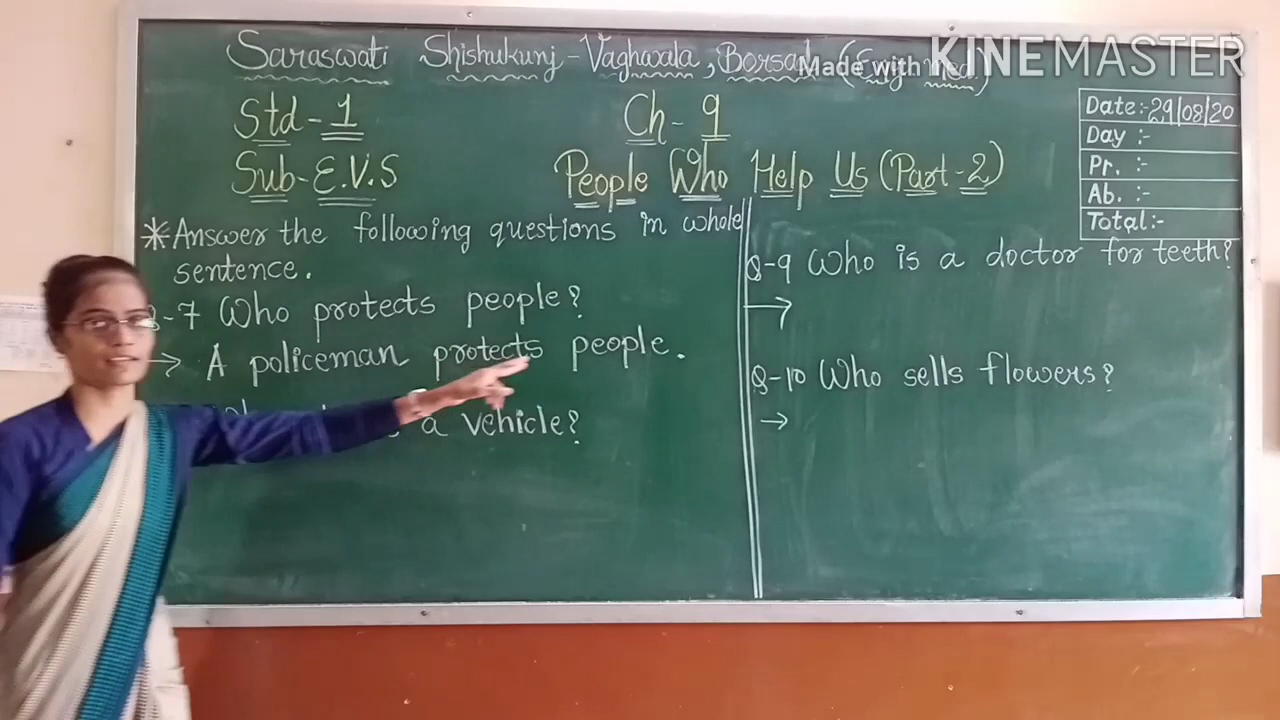 Saraswati Shishukunj-Vaghwala, Borsad (Eng. Med.)
Made with KINEMASTER
Std-1
Ch-9
Date:-29/08/20
Day :-
Pr. :-
Ab. :-
Total:-
Sub-E.V.S
People Who Help Us (Part-2)
*Answer the following questions in whole
sentence.
-7 Who protects people?
→ A policeman protects people.
a vehicle?
Q-9 Who is a doctor for teeth?
→
Q-10 Who sells flowers?
→